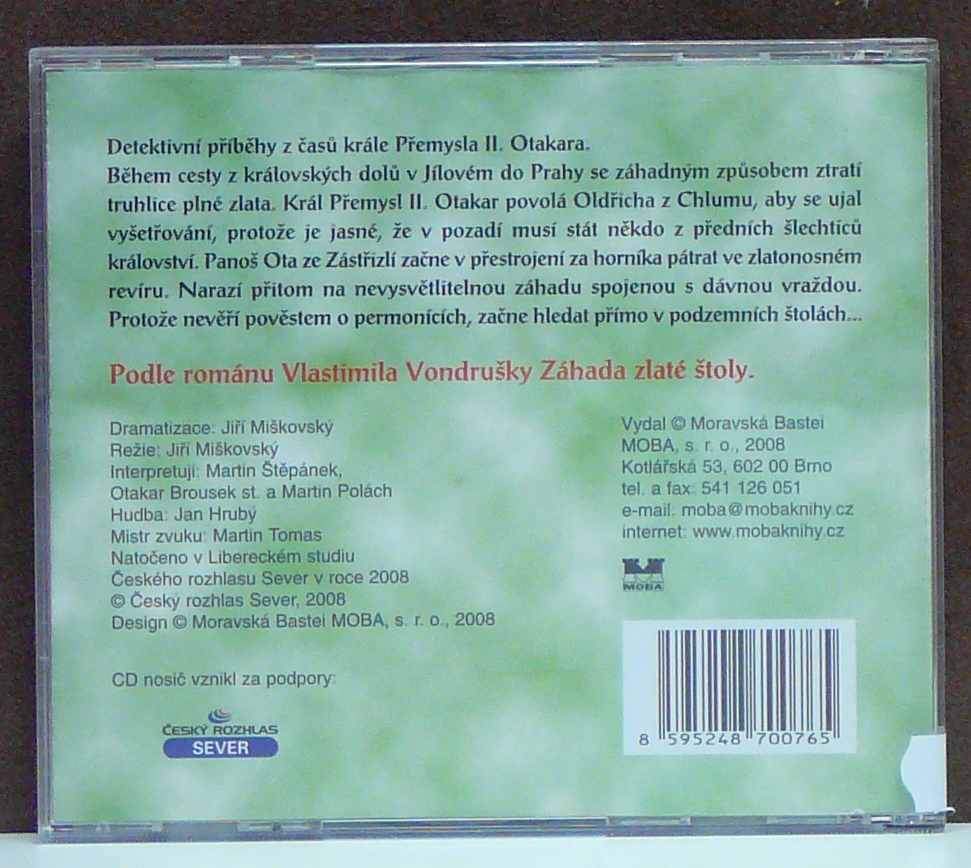 Detektivní příběhy z časů krále Přemysla II. Otakara.
Během cesty z královských dolů v Jílovém do Prahy se záhadným způsobem ztratí
truhlice plné zlata. Král Přemysl II. Otakar povolá Oldřicha z Chlumu, aby se ujal
vyšetřování, protože je jasné, že v pozadí musí stát někdo z předních šlechticů
království. Panoš Ota ze Zástřizlí začne v přestrojení za horníka pátrat ve zlatonosném
revíru. Narazí přitom na nevysvětlitelnou záhadu spojenou s dávnou vraždou.
Protože nevěří pověstem o permonících, začne hledat přímo v podzemních štolách...
Podle románu Vlastimila Vondrušky Záhada zlaté štoly.
Dramatizace: Jiří Miškovský
Režie: Jiří Miškovský
Interpretují: Martin Štěpánek,
Otakar Brousek st. a Martin Polách
Hudba: Jan Hrubý
Mistr zvuku: Martin Tomas
Natočeno v Libereckém studiu
Českého rozhlasu Sever v roce 2008
© Český rozhlas Sever, 2008
Design © Moravská Bastei MOBA, s. r. o., 2008
CD nosič vznikl za podpory:
ČESKÝ ROZHLAS
SEVER
Vydal © Moravská Bastei
MOBA, s. r. o., 2008
Kotlářská 53, 602 00 Brno
tel. a fax: 541 126 051
e-mail: moba@mobaknihy.cz
internet: www.mobaknihy.cz
MOBA
8 595248 700765